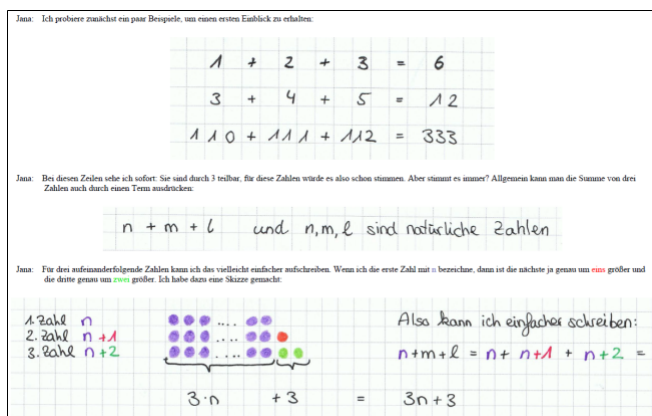 Jana: Ich probiere zunächst ein paar Beispiele, um einen ersten Einblick zu erhalten:
1 + 2 + 3 = 6
3 + 4 + 5 = 12
110 + 111 + 112 = 333
Jana: Bei diesen Zeilen sehe ich sofort: Sie sind durch 3 teilbar, für diese Zahlen würde es also schon stimmen. Aber stimmt es immer? Allgemein kann man die Summe von drei
Zahlen auch durch einen Term ausdrücken:
n + m + l und n, m, l sind natürliche Zahlen
Jana: Für drei aufeinanderfolgende Zahlen kann ich das vielleicht einfacher aufschreiben. Wenn ich die erste Zahl mit n bezeichne, dann ist die nächste ja genau um eins größer und
die dritte genau um zwei größer. Ich habe dazu eine Skizze gemacht:
1. Zahl n
2. Zahl n +1
3. Zahl n +2
Also kann ich einfacher schreiben:
n+m+l = n + n+1 + n+2 =
3·n +3 = 3n+3